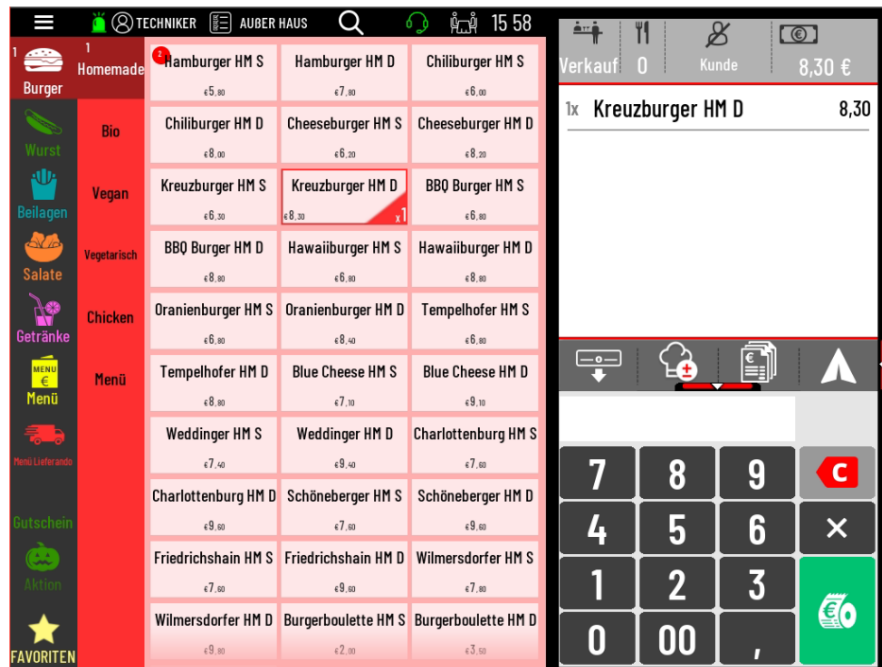 TECHNIKER AUßER HAUS 15 58
1 Burger
Wurst
Beilagen
Salate
Getränke
MENU
€
Menü
Menü Lieferando
Gutschein
Aktion
FAVORITEN
1 Homemade
Bio
Vegan
Vegetarisch
Chicken
Menü
2
Hamburger HM S Hamburger HM D Chiliburger HM S
€5,80 €7,80 €6,00
Chiliburger HM D Cheeseburger HM S Cheeseburger HM D
€8,00 €6,20 €8,20
Kreuzburger HM S Kreuzburger HM D BBQ Burger HM S
€6,30 €8,30 x1 €6,80
BBQ Burger HM D Hawaiiburger HM S Hawaiiburger HM D
€8,80 €6,80 €8,80
Oranienburger HM S Oranienburger HM D Tempelhofer HM S
€6,80 €8,40 €6,80
Tempelhofer HM D Blue Cheese HM S Blue Cheese HM D
€8,80 €7,10 €9,10
Weddinger HM S Weddinger HM D Charlottenburg HM S
€7,40 €9,40 €7,60
Charlottenburg HM D Schöneberger HM S Schöneberger HM D
€9,60 €7,60 €9,60
Friedrichshain HM S Friedrichshain HM D Wilmersdorfer HM S
€7,60 €9,60 €7,80
Wilmersdorfer HM D Burgerboulette HM S Burgerboulette HM D
€9,80 €2,00 €3,50
Verkauf 0 Kunde 8,30 €
1x Kreuzburger HM D 8,30
7 8 9 C
4 5 6 ×
1 2 3
0 00 ,